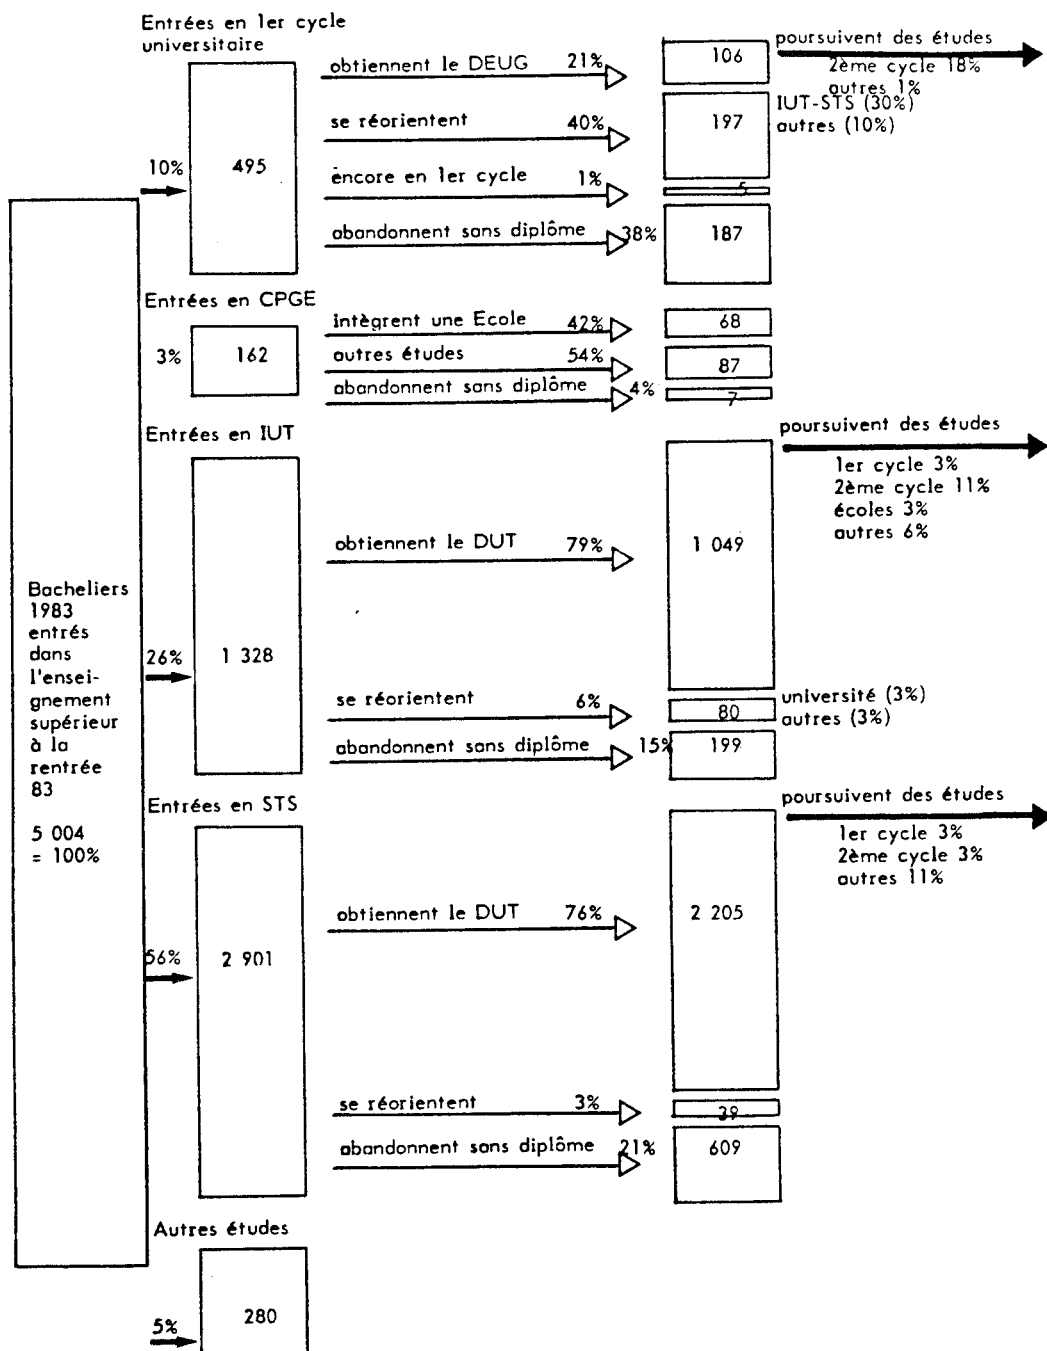 Entrées en 1er cycle
universitaire
10%
495
obtiennent le DEUG 21%
106
poursuivent des études
2ème cycle 18%
autres 1%
se réorientent 40%
197
IUT-STS (30%)
autres (10%)
encore en 1er cycle 1%
5
abandonnent sans diplôme 38%
187
Entrées en CPGE
3%
162
intègrent une Ecole 42%
68
autres études 54%
87
abandonnent sans diplôme 4%
7
Entrées en IUT
26%
1 328
obtiennent le DUT 79%
1 049
poursuivent des études
1er cycle 3%
2ème cycle 11%
écoles 3%
autres 6%
se réorientent 6%
80
université (3%)
autres (3%)
abandonnent sans diplôme 15%
199
Bacheliers
1983
entrés
dans
l'ensei-
gnement
supérieur
à la
rentrée
83
5 004
= 100%
Entrées en STS
56%
2 901
obtiennent le DUT 76%
2 205
poursuivent des études
1er cycle 3%
2ème cycle 3%
autres 11%
se réorientent 3%
39
abandonnent sans diplôme 21%
609
Autres études
5%
280